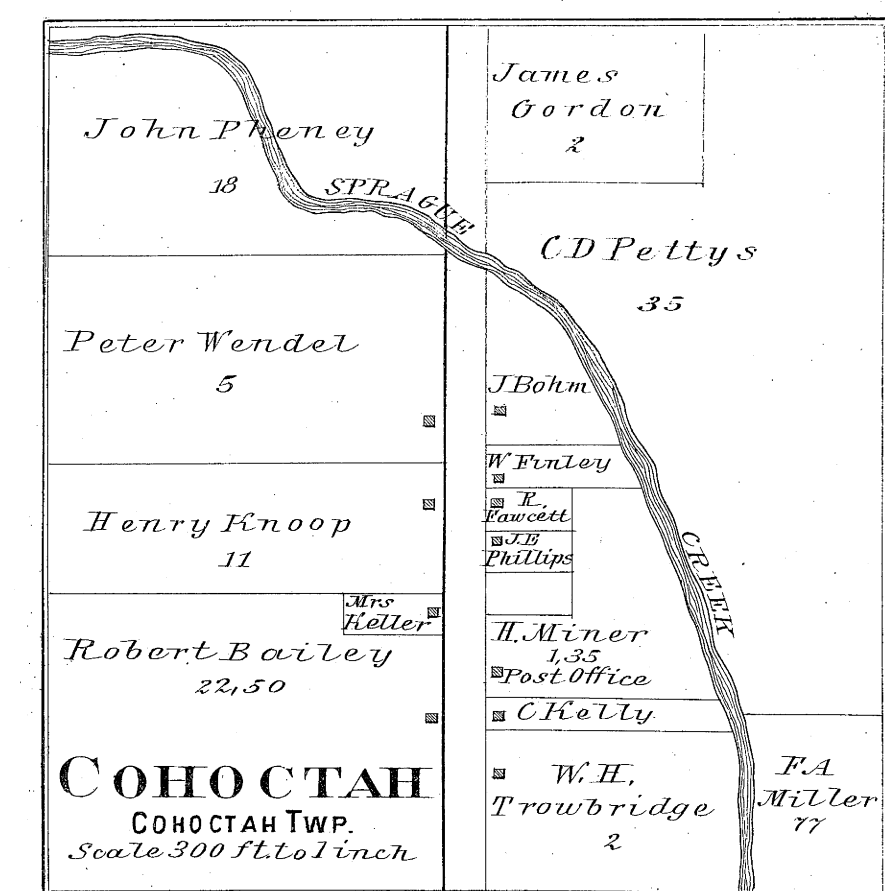 John Pheney
18
SPRAGUE
CREEK
James
Gordon
2
C D Pettys
35
Peter Wendel
5
J Bohm
W Finley
R.
Fawcett
J.E
Phillips
Henry Knoop
11
Mrs
Keller
Robert Bailey
22,50
H. Miner
1,35
Post Office
C Kelly
W. H.
Trowbridge
2
F A
Miller
77
COHOCTAH
COHOCTAH TWP.
Scale 300 ft. to 1 inch